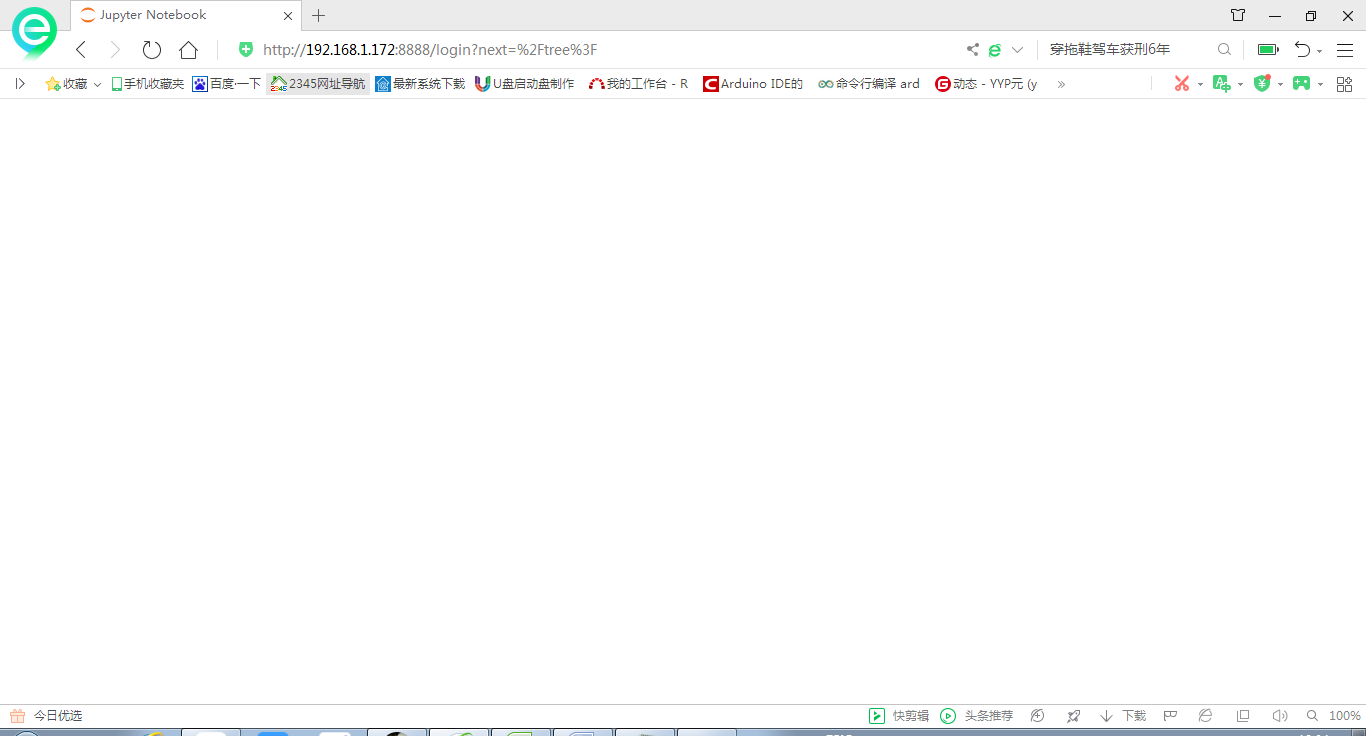 Jupyter Notebook
http://192.168.1.172:8888/login?next=%2Ftree%3F
穿拖鞋驾车获刑6年
收藏 手机收藏夹 百度一下 2345网址导航 最新系统下载 U盘启动盘制作 我的工作台 - R Arduino IDE的 命令行编译 ard 动态 - YYP元 (y »
今日优选 快剪辑 头条推荐 下载 100%